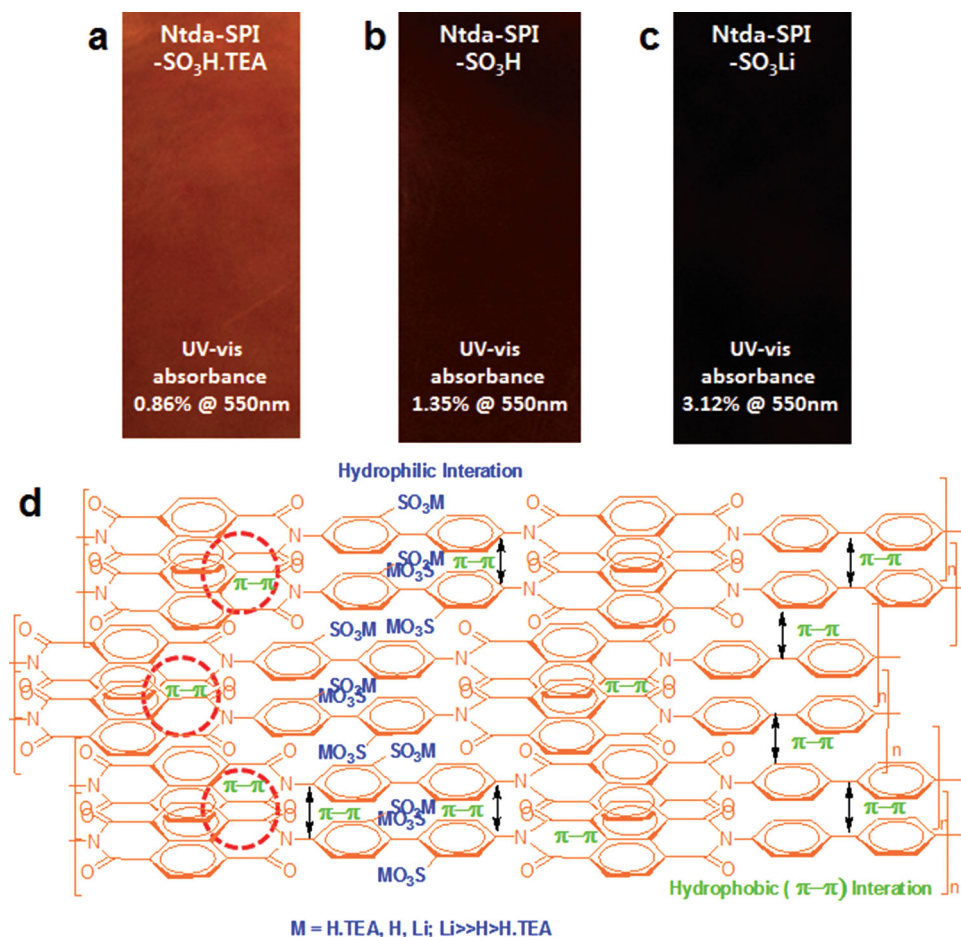 a
Ntda-SPI
-SO₃H.TEA
UV-vis
absorbance
0.86% @ 550nm
b
Ntda-SPI
-SO₃H
UV-vis
absorbance
1.35% @ 550nm
c
Ntda-SPI
-SO₃Li
UV-vis
absorbance
3.12% @ 550nm
d
Hydrophilic Interation
O O SO₃M O O
N N N
SO₃M π–π π–π
π–π MO₃S n
SO₃M MO₃S π–π
O O O O
N N N
π–π SO₃M π–π n
MO₃S
N N N
MO₃S SO₃M π–π n
O π–π O O O
N N N
π–π SO₃M π–π π–π
MO₃S n
N N π–π N
MO₃S
O O O O
Hydrophobic ( π–π) Interation n
M = H.TEA, H, Li; Li>>H>H.TEA